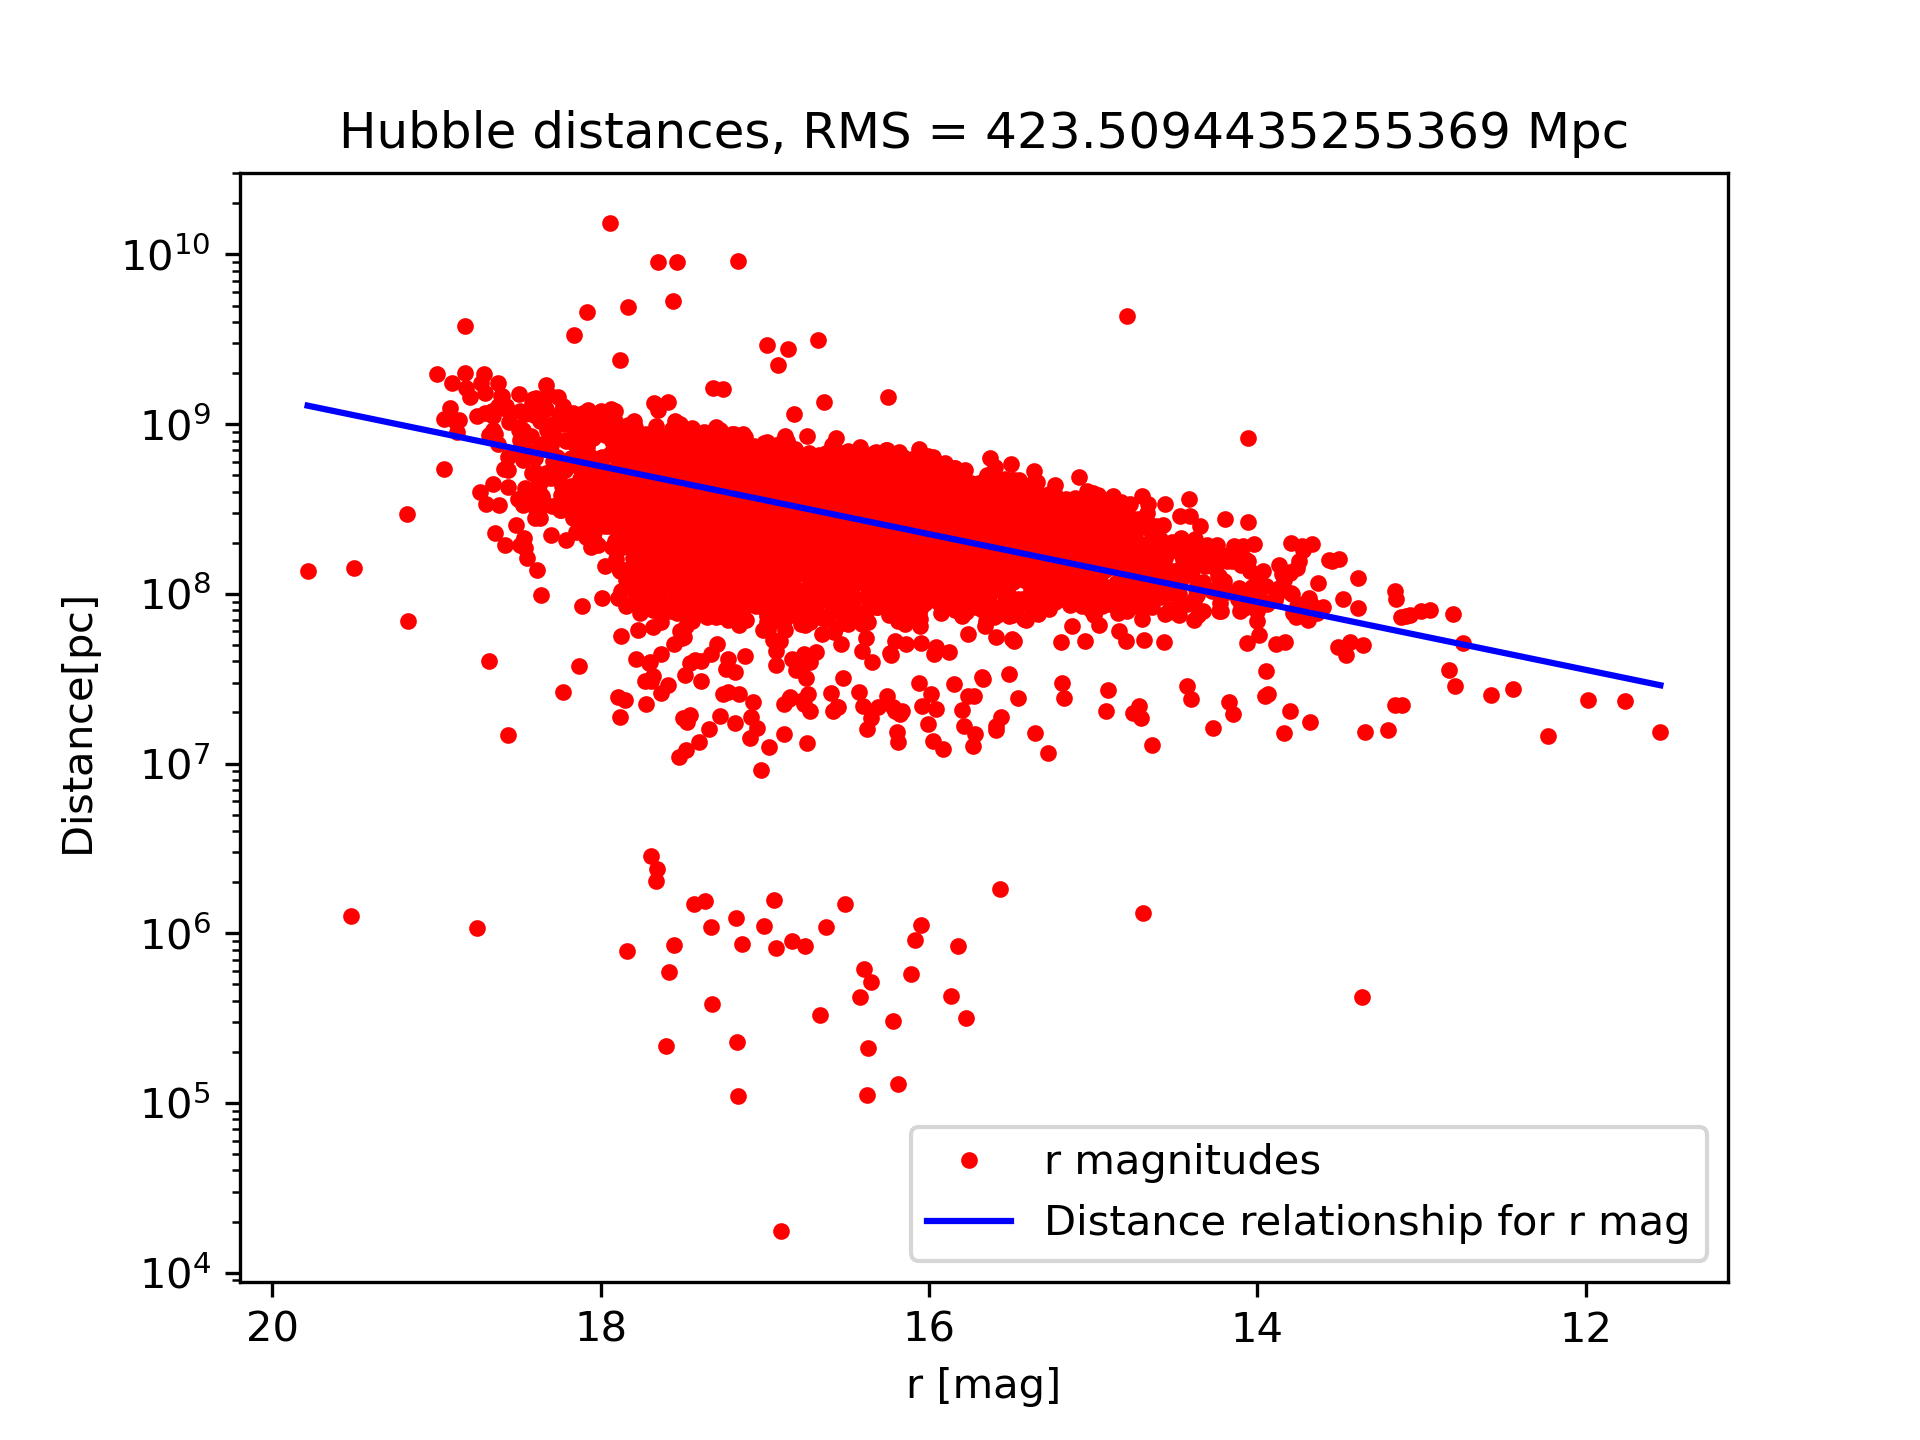 Hubble distances, RMS = 423.5094435255369 Mpc
10^10
10^9
10^8
10^7
10^6
10^5
10^4
Distance[pc]
r magnitudes
Distance relationship for r mag
20 18 16 14 12
r [mag]